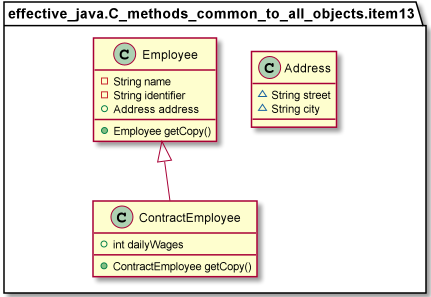 effective_java.C_methods_common_to_all_objects.item13
C Employee
String name
String identifier
Address address
Employee getCopy()
C Address
String street
String city
C ContractEmployee
int dailyWages
ContractEmployee getCopy()